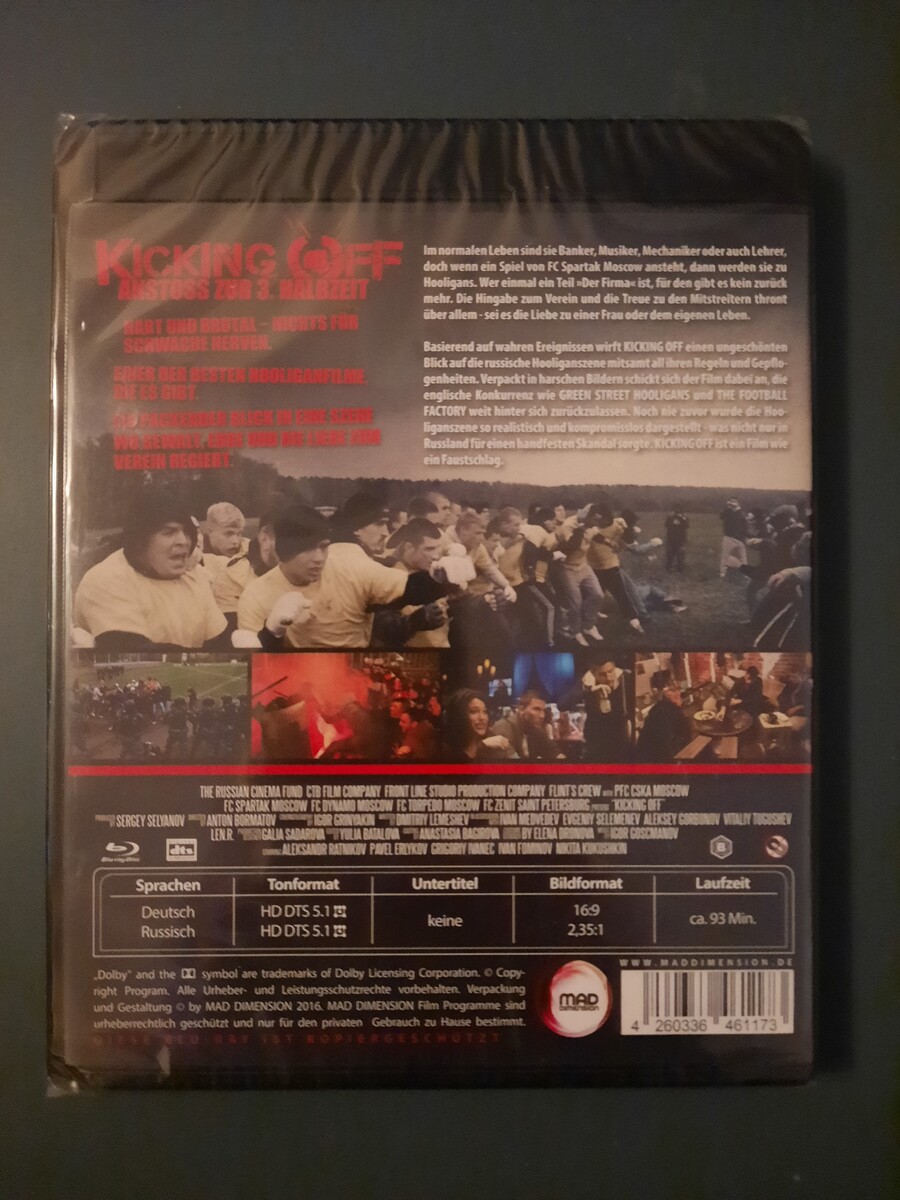 KICKING OFF
ANSTOSS ZUR 3. HALBZEIT
HART UND BRUTAL – NICHTS FÜR
SCHWACHE NERVEN.
EINER DER BESTEN HOOLIGANFILME,
DIE ES GIBT.
BLICK IN EINE SZENE
WO GEWALT, EHRE UND DIE LIEBE ZUM
VEREIN REGIERT.
Im normalen Leben sind sie Banker, Musiker, Mechaniker oder auch Lehrer,
doch wenn ein Spiel von FC Spartak Moscow ansteht, dann werden sie zu
Hooligans. Wer einmal ein Teil »Der Firma« ist, für den gibt es kein zurück
mehr. Die Hingabe zum Verein und die Treue zu den Mitstreitern thront
über allem - sei es die Liebe zu einer Frau oder dem eigenen Leben.
Basierend auf wahren Ereignissen wirft KICKING OFF einen ungeschönten
Blick auf die russische Hooliganszene mitsamt all ihren Regeln und Gepflo-
genheiten. Verpackt in harschen Bildern schickt sich der Film dabei an, die
englische Konkurrenz wie GREEN STREET HOOLIGANS und THE FOOTBALL
FACTORY weit hinter sich zurückzulassen. Noch nie zuvor wurde die Hoo-
liganszene so realistisch und kompromisslos dargestellt - was nicht nur in
Russland für einen handfesten Skandal sorgte. KICKING OFF ist ein Film wie
ein Faustschlag.
THE RUSSIAN CINEMA FUND CTB FILM COMPANY FRONT LINE STUDIO PRODUCTION COMPANY FLINT'S CREW WITH PFC CSKA MOSCOW
FC SPARTAK MOSCOW FC DYNAMO MOSCOW FC TORPEDO MOSCOW FC ZENIT SAINT PETERSBURG "KICKING OFF"
SERGEY SELYANOV ANTON BORMATOV IGOR GRINYAKIN DMITRIY LEMESHEV IVAN MEDVEDEV EVGENIY SELEMENEV ALEKSEY GORBUNOV VITALIY TOGUSHEV
LEN.R. GALJA SADAROVA YULIA BATALOVA ANASTASIA BAGIROVA BY ELENA IGOR GOSCMANOV
ALEKSANDR RATNIKOV PAVEL ERLYKOV GRIGORIY IVANEC IVAN FOMINOV NIKITA KUKUSHKIN
Blu-ray Disc
dts
B
Sprachen
Tonformat
Untertitel
Bildformat
Laufzeit
Deutsch
Russisch
HD DTS 5.1
HD DTS 5.1
keine
16:9
2,35:1
ca. 93 Min.
„Dolby" and the symbol are trademarks of Dolby Licensing Corporation. © Copy-
right Program. Alle Urheber- und Leistungsschutzrechte vorbehalten. Verpackung
und Gestaltung © by MAD DIMENSION 2016. MAD DIMENSION Film Programme sind
urheberrechtlich geschützt und nur für den privaten Gebrauch zu Hause bestimmt.
DIESE BLU RAY IST KOPIERGESCHÜTZT
MAD
DIMENSION
WWW.MADDIMENSION.DE
4 260336 461173